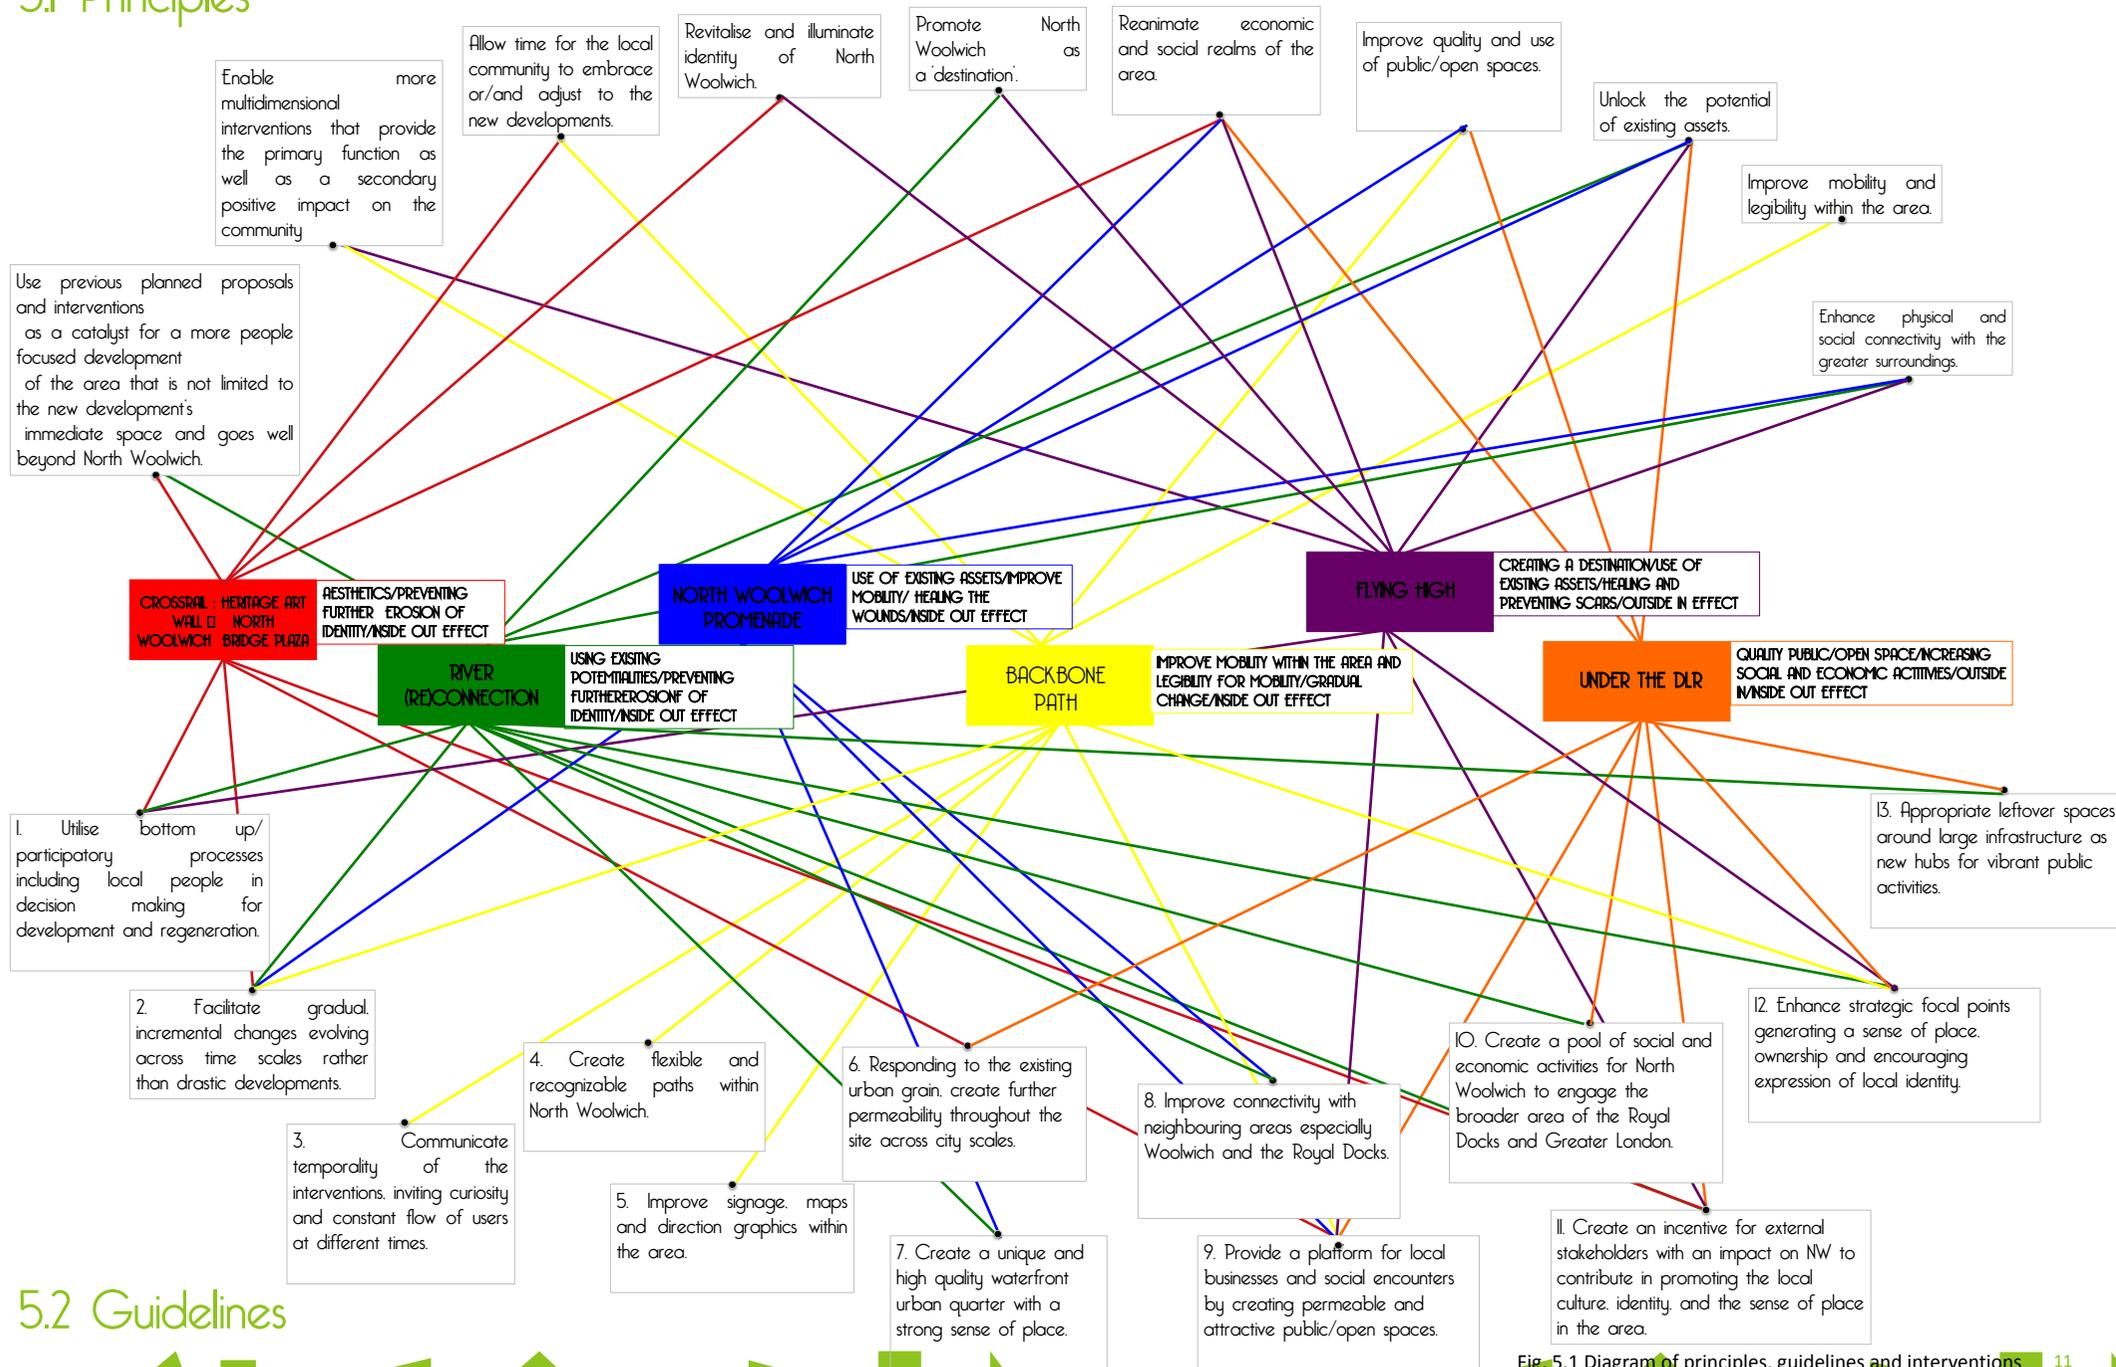 5.1 Principles
Enable more
multidimensional
interventions that provide
the primary function as
well as a secondary
positive impact on the
community
Allow time for the local
community to embrace
or/and adjust to the
new developments.
Revitalise and illuminate
identity of North
Woolwich.
Promote North
Woolwich as
a 'destination'.
Reanimate economic
and social realms of the
area.
Improve quality and use
of public/open spaces.
Unlock the potential
of existing assets.
Improve mobility and
legibility within the area.
Use previous planned proposals
and interventions
as a catalyst for a more people
focused development
of the area that is not limited to
the new development's
immediate space and goes well
beyond North Woolwich.
Enhance physical and
social connectivity with the
greater surroundings.
CROSSRAIL : HERITAGE ART
WALL □ NORTH
WOOLWICH BRIDGE PLAZA
AESTHETICS/PREVENTING
FURTHER EROSION OF
IDENTITY/INSIDE OUT EFFECT
RIVER
(RE)CONNECTION
USING EXISITNG
POTEMTIALITIES/PREVENTING
FURTHEREROSIONF OF
IDENTITY/INSIDE OUT EFFECT
NORTH WOOLWICH
PROMENADE
USE OF EXISTING ASSETS/IMPROVE
MOBILITY/ HEALING THE
WOUNDS/INSIDE OUT EFFECT
BACK-BONE
PATH
IMPROVE MOBILITY WITHIN THE AREA AND
LEGIBILITY FOR MOBILITY/GRADUAL
CHANGE/INSIDE OUT EFFECT
FLYING HIGH
CREATING A DESTINATION/USE OF
EXISTING ASSETS/HEALING AND
PREVENTING SCARS/OUTSIDE IN EFFECT
UNDER THE DLR
QUALITY PUBLIC/OPEN SPACE/INCREASING
SOCIAL AND ECONOMIC ACTITIVIES/OUTSIDE
IN/INSIDE OUT EFFECT
1. Utilise bottom up/
participatory processes
including local people in
decision making for
development and regeneration.
2. Facilitate gradual,
incremental changes evolving
across time scales rather
than drastic developments.
3. Communicate
temporality of the
interventions, inviting curiosity
and constant flow of users
at different times.
4. Create flexible and
recognizable paths within
North Woolwich.
5. Improve signage, maps
and direction graphics within
the area.
6. Responding to the existing
urban grain, create further
permeability throughout the
site across city scales.
7. Create a unique and
high quality waterfront
urban quarter with a
strong sense of place.
8. Improve connectivity with
neighbouring areas especially
Woolwich and the Royal Docks.
9. Provide a platform for local
businesses and social encounters
by creating permeable and
attractive public/open spaces.
10. Create a pool of social and
economic activities for North
Woolwich to engage the
broader area of the Royal
Docks and Greater London.
11. Create an incentive for external
stakeholders with an impact on NW to
contribute in promoting the local
culture, identity, and the sense of place
in the area.
12. Enhance strategic focal points
generating a sense of place,
ownership and encouraging
expression of local identity.
13. Appropriate leftover spaces
around large infrastructure as
new hubs for vibrant public
activities.
5.2 Guidelines
Fig. 5.1 Diagram of principles, guidelines and interventions
11